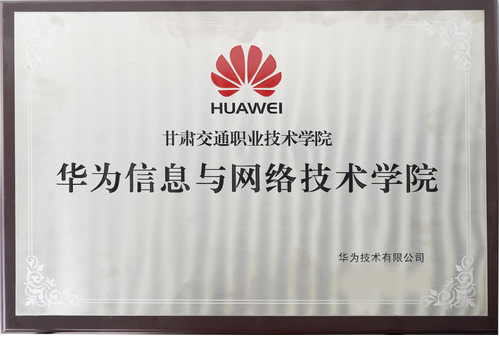 HUAWEI
甘肃交通职业技术学院
华为信息与网络技术学院
华为技术有限公司